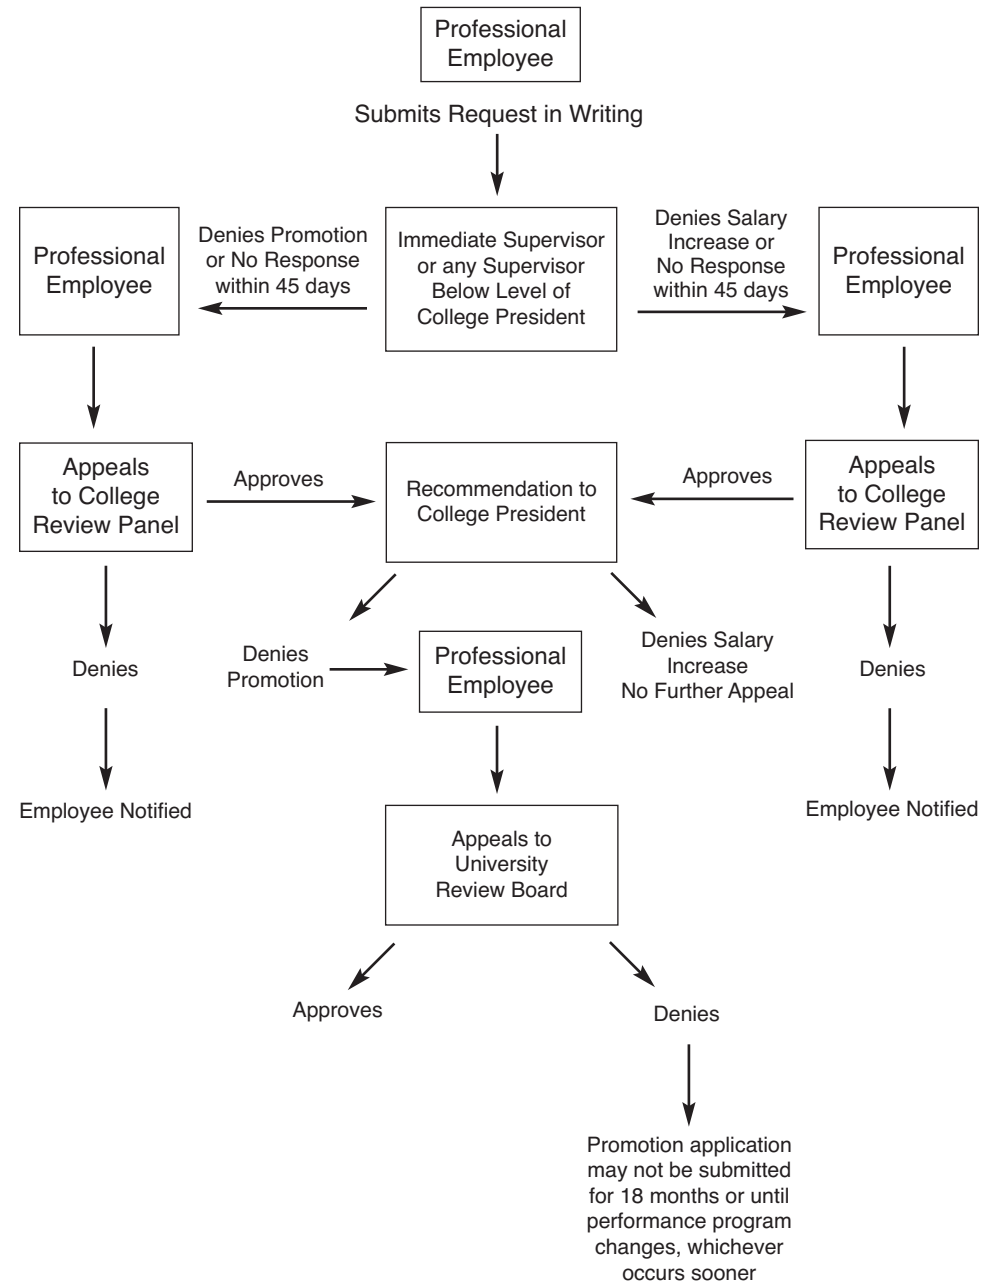 Professional
Employee
Submits Request in Writing
Professional
Employee
Denies Promotion
or No Response
within 45 days
Immediate Supervisor
or any Supervisor
Below Level of
College President
Denies Salary
Increase or
No Response
within 45 days
Professional
Employee
Appeals
to College
Review Panel
Approves
Recommendation to
College President
Approves
Appeals
to College
Review Panel
Denies
Denies
Promotion
Professional
Employee
Denies Salary
Increase
No Further Appeal
Denies
Employee Notified
Employee Notified
Appeals to
University
Review Board
Approves
Denies
Promotion application
may not be submitted
for 18 months or until
performance program
changes, whichever
occurs sooner